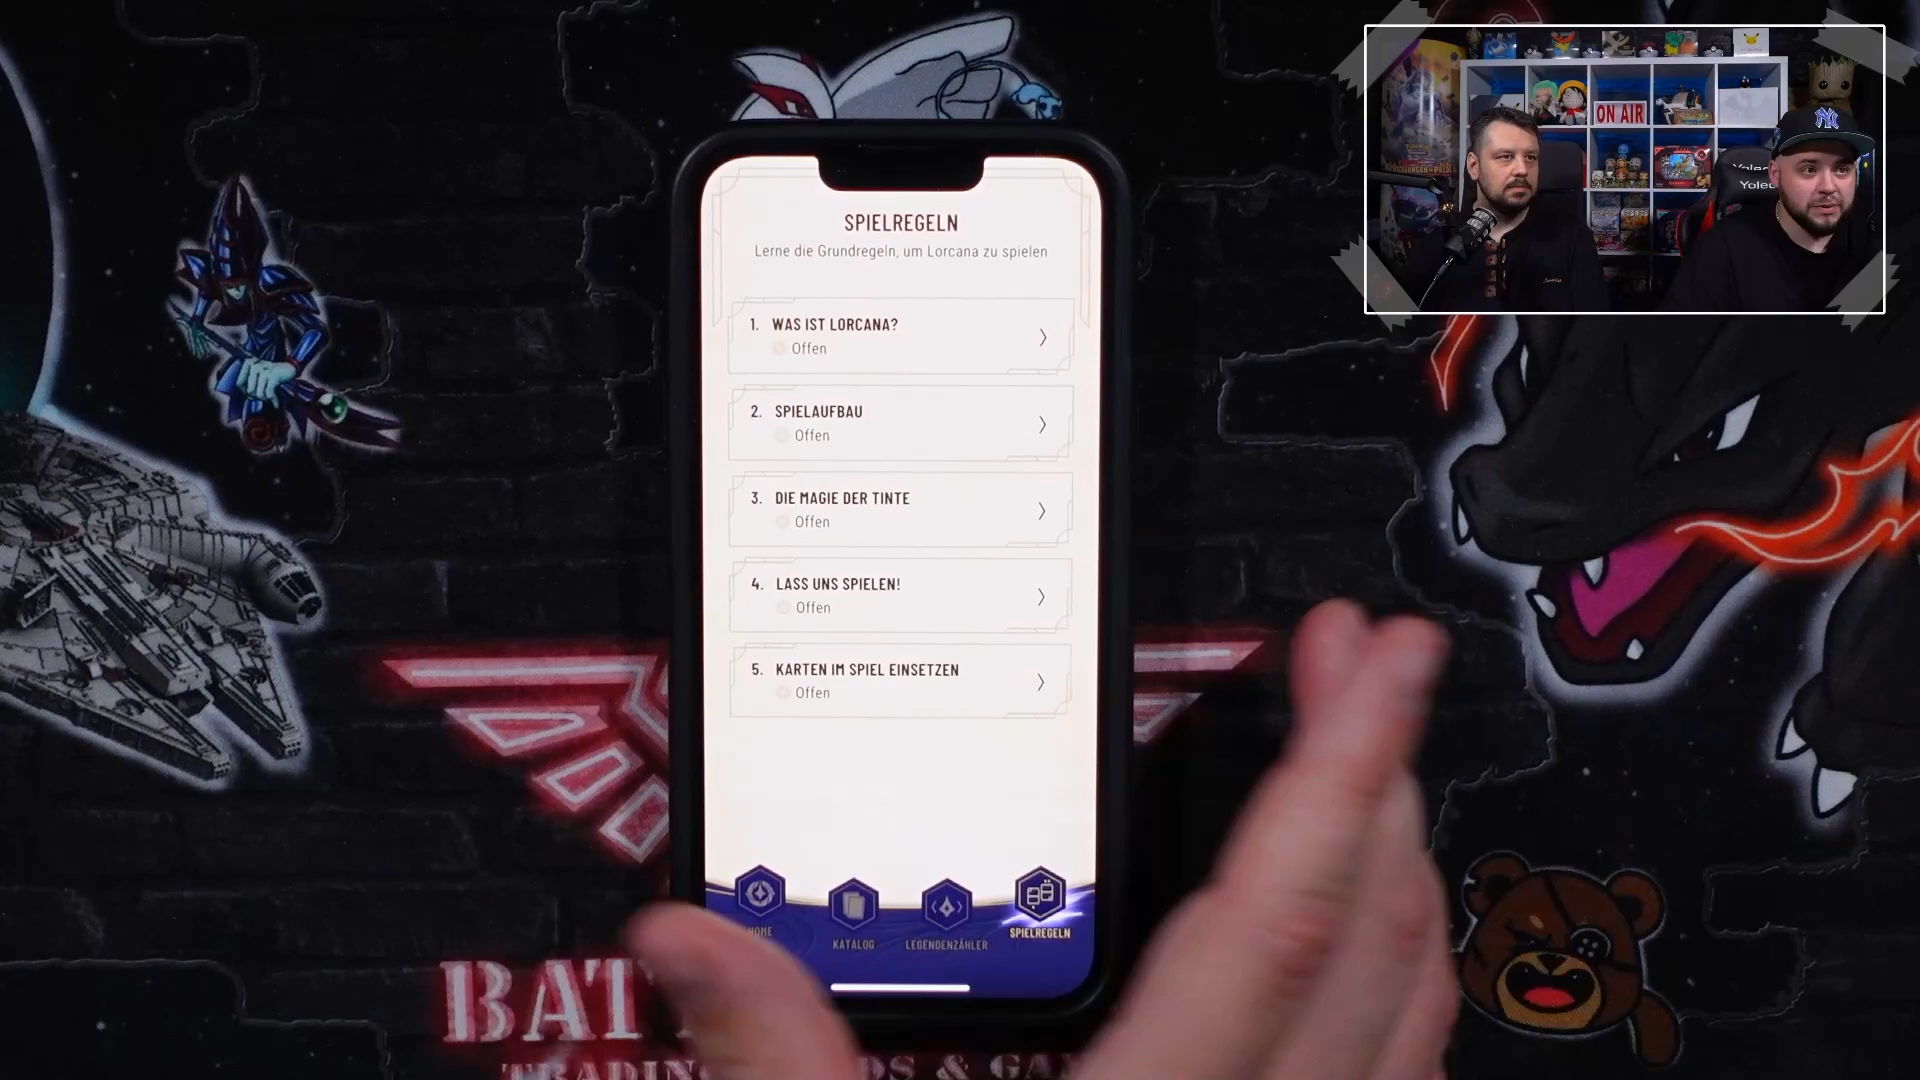 SPIELREGELN
Lerne die Grundregeln, um Lorcana zu spielen
1. WAS IST LORCANA?
Offen
2. SPIELAUFBAU
Offen
3. DIE MAGIE DER TINTE
Offen
4. LASS UNS SPIELEN!
Offen
5. KARTEN IM SPIEL EINSETZEN
Offen
HOME
KATALOG
LEGENDENZÄHLER
SPIELREGELN
ON AIR
NY